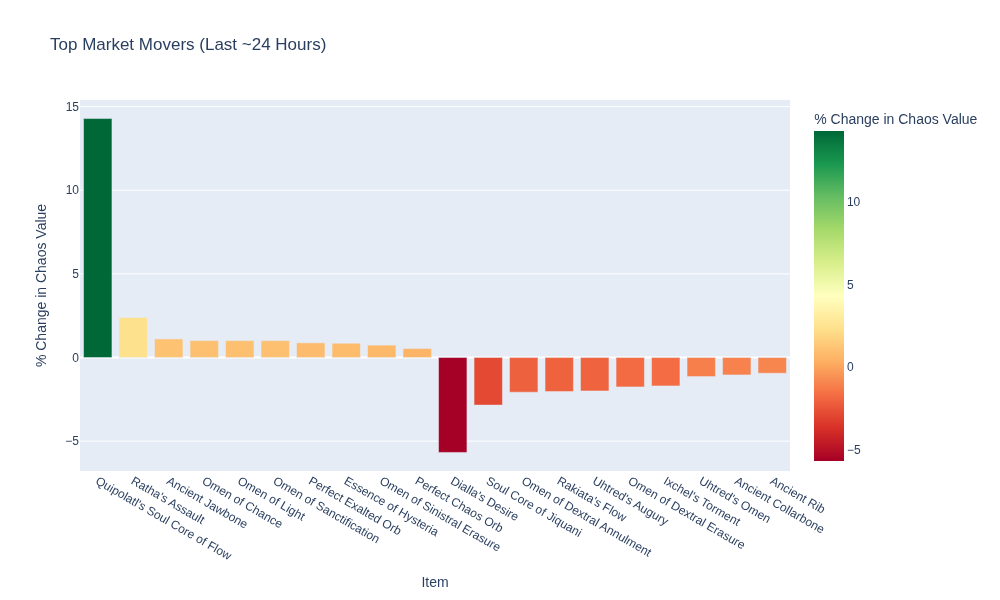 Top Market Movers (Last ~24 Hours)
% Change in Chaos Value
15
10
5
0
−5
% Change in Chaos Value
10
5
0
−5
Quipolatl's Soul Core of Flow
Ratha's Assault
Ancient Jawbone
Omen of Chance
Omen of Light
Omen of Sanctification
Perfect Exalted Orb
Essence of Hysteria
Omen of Sinistral Erasure
Perfect Chaos Orb
Dialla's Desire
Soul Core of Jiquani
Omen of Dextral Annulment
Rakiata's Flow
Uhtred's Augury
Omen of Dextral Erasure
Ixchel's Torment
Uhtred's Omen
Ancient Collarbone
Ancient Rib
Item